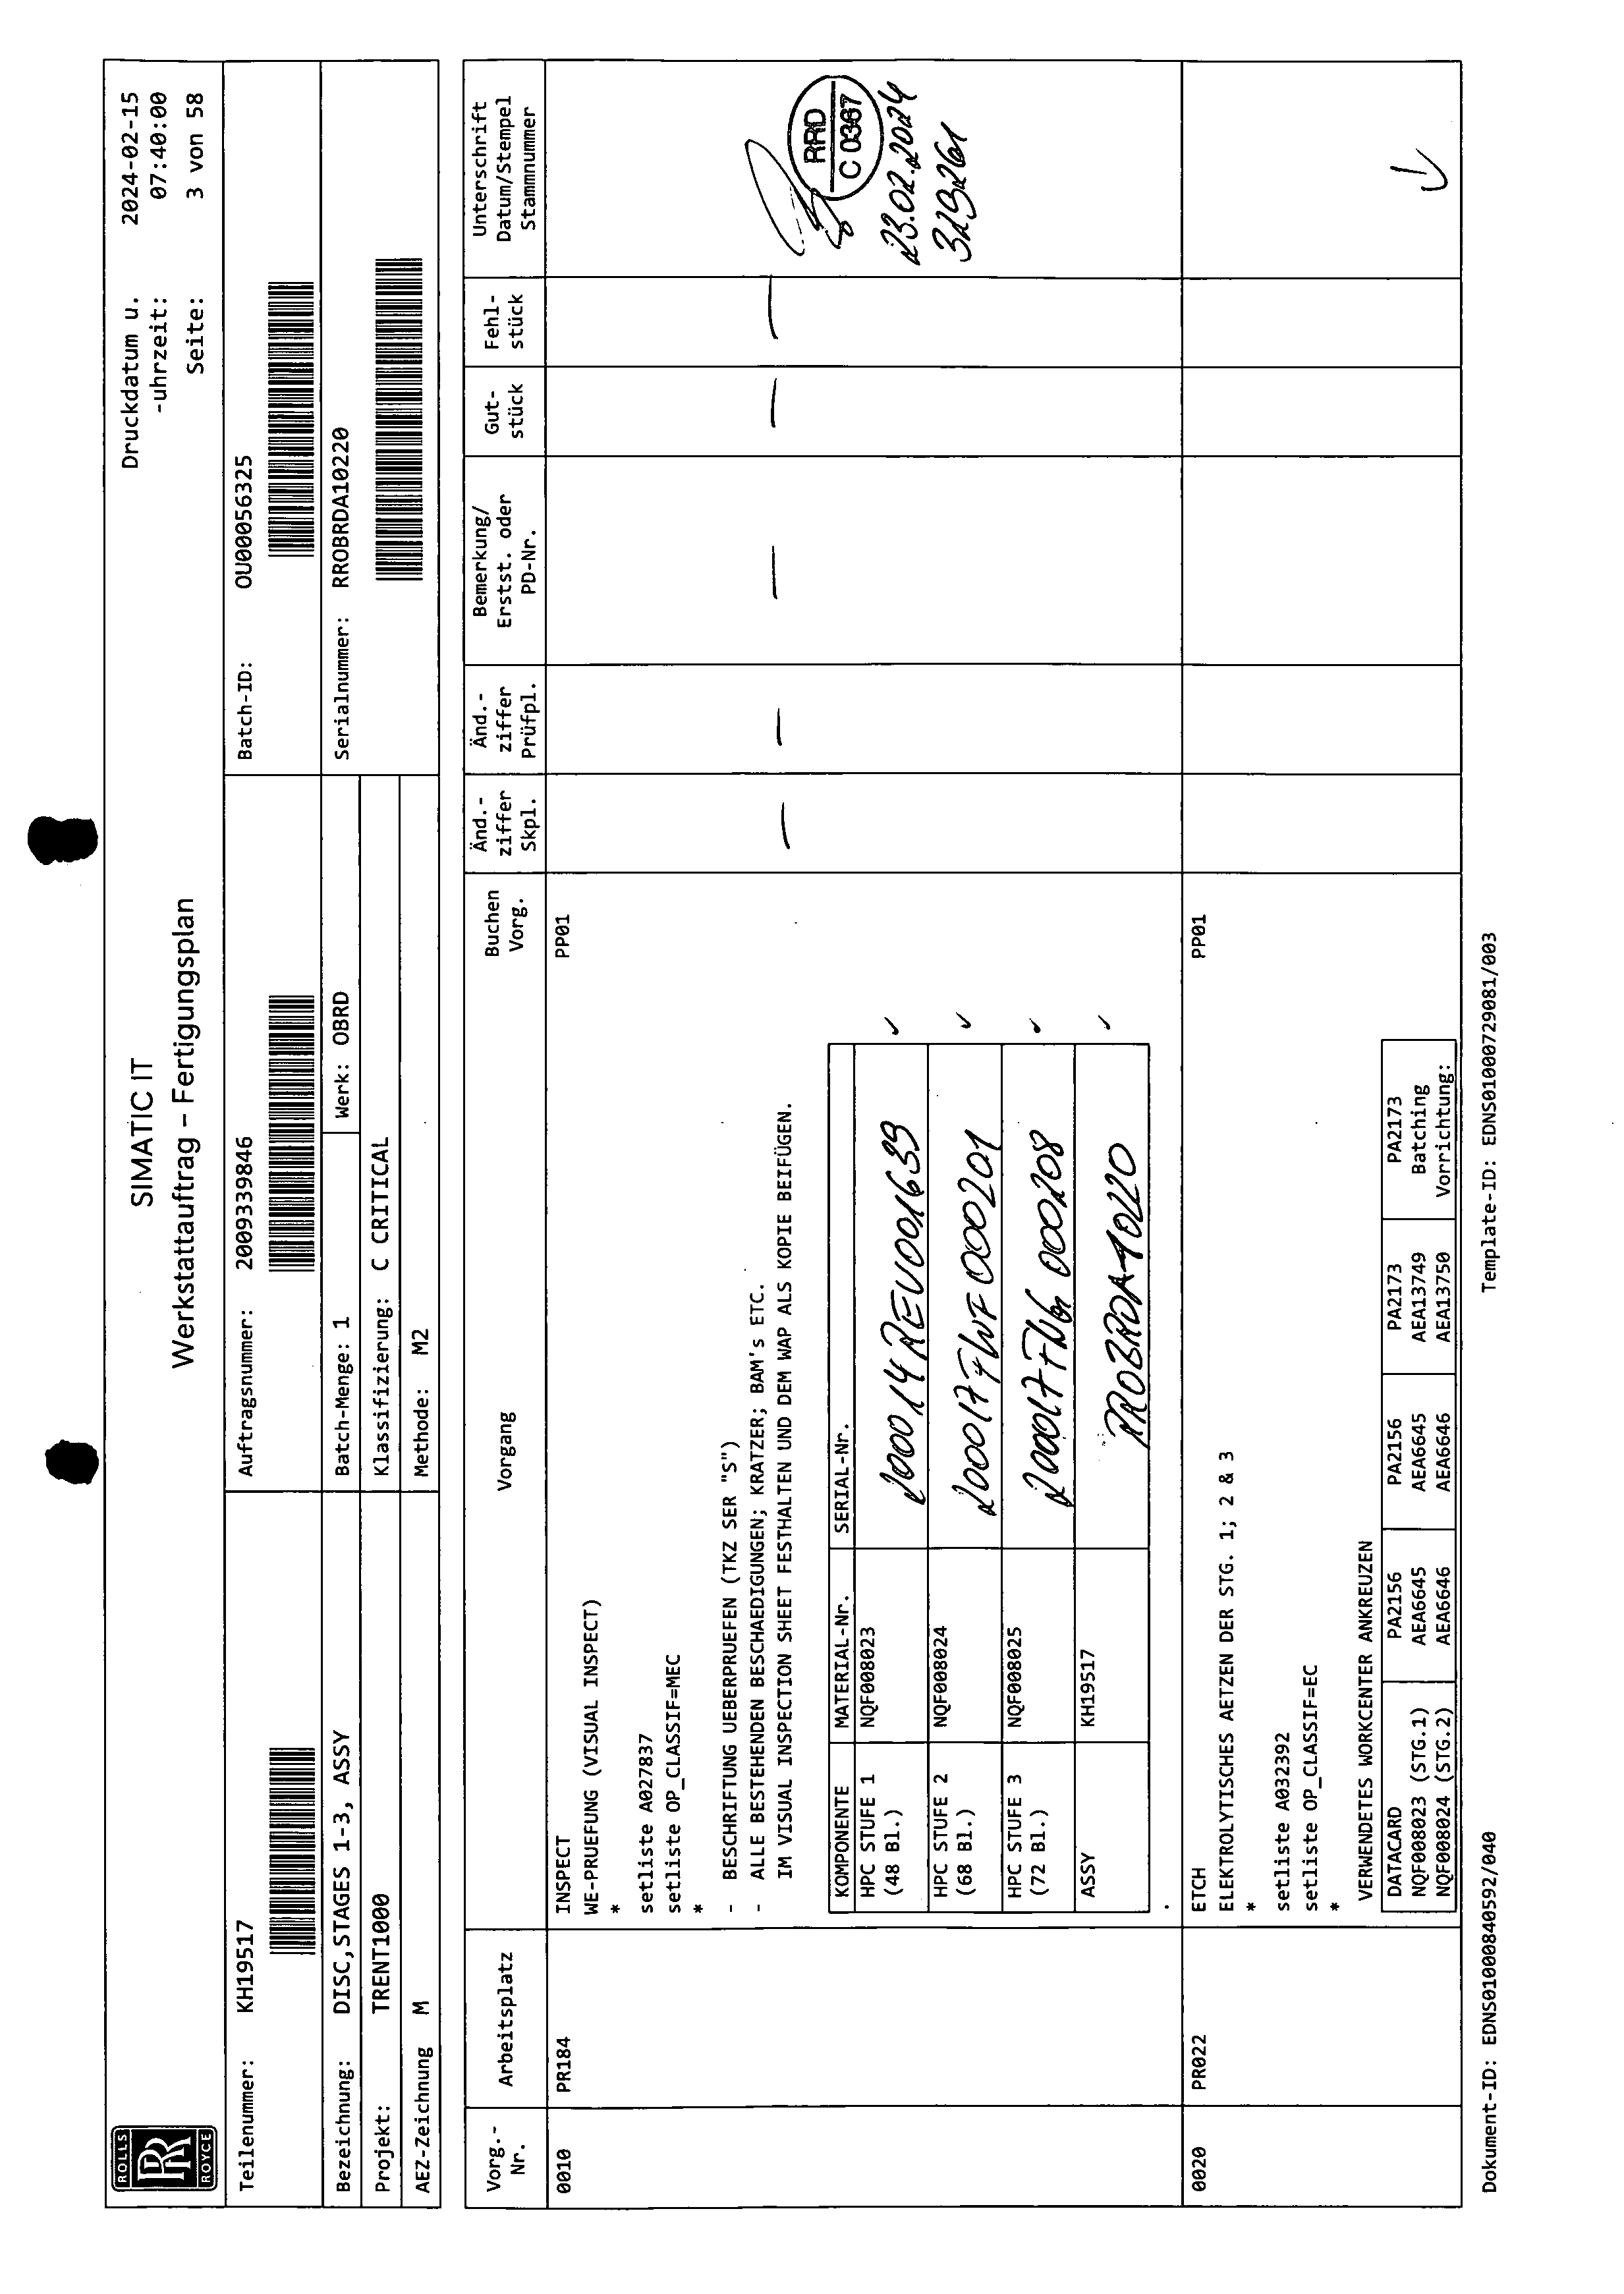 ROLLS
RR
ROYCE
SIMATIC IT
Werkstattauftrag – Fertigungsplan
Druckdatum u. 2024-02-15
-uhrzeit: 07:40:00
Seite: 3 von 58
Teilenummer: KH19517
Auftragsnummer: 2009339846
Batch-ID: OU00056325
Bezeichnung: DISC,STAGES 1-3, ASSY
Batch-Menge: 1
Werk: OBRD
Serialnummer: RROBRDA10220
Projekt: TRENT1000
Klassifizierung: C CRITICAL
AEZ-Zeichnung M
Methode: M2
Vorg.-
Nr.
Arbeitsplatz
Vorgang
Buchen
Vorg.
Änd.-
ziffer
Skpl.
Änd.-
ziffer
Prüfpl.
Bemerkung/
Erstst. oder
PD-Nr.
Gut-
stück
Fehl-
stück
Unterschrift
Datum/Stempel
Stammnummer
0010 PR184 INSPECT PP01
WE-PRUEFUNG (VISUAL INSPECT)
*
setliste A027837
setliste OP_CLASSIF=MEC
*
- BESCHRIFTUNG UEBERPRUEFEN (TKZ SER "S")
- ALLE BESTEHENDEN BESCHAEDIGUNGEN; KRATZER; BAM's ETC.
IM VISUAL INSPECTION SHEET FESTHALTEN UND DEM WAP ALS KOPIE BEIFÜGEN.
RRD
C 0367
23.02.2024
329261
KOMPONENTE MATERIAL-Nr. SERIAL-Nr.
HPC STUFE 1 NQF008023 20014REV001639 ✓
(48 Bl.)
HPC STUFE 2 NQF008024 200017FWF000201 ✓
(68 Bl.)
HPC STUFE 3 NQF008025 ✓
(72 Bl.)
ASSY KH19517 RROBRDA10220 ✓
.
0020 PR022 ETCH PP01
ELEKTROLYTISCHES AETZEN DER STG. 1; 2 & 3
*
setliste A032392
setliste OP_CLASSIF=EC
*
VERWENDETES WORKCENTER ANKREUZEN
DATACARD PA2156 PA2156 PA2173 PA2173
NQF008023 (STG.1) AEA6645 AEA6645 AEA13749 Batching
NQF008024 (STG.2) AEA6646 AEA6646 AEA13750 Vorrichtung:
Dokument-ID: EDNS01000840592/040
Template-ID: EDNS01000729081/003